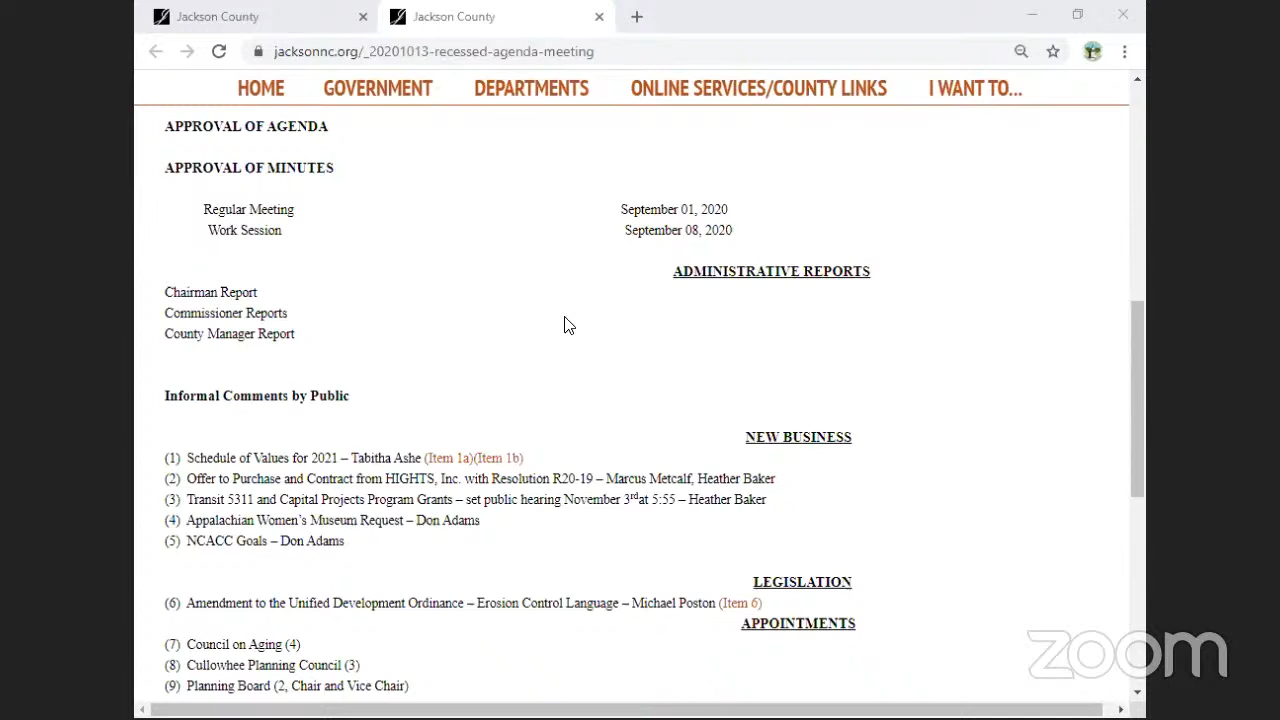 Jackson County
Jackson County
jacksonnc.org/_20201013-recessed-agenda-meeting
HOME GOVERNMENT DEPARTMENTS ONLINE SERVICES/COUNTY LINKS I WANT TO...
APPROVAL OF AGENDA
APPROVAL OF MINUTES
Regular Meeting September 01, 2020
Work Session September 08, 2020
ADMINISTRATIVE REPORTS
Chairman Report
Commissioner Reports
County Manager Report
Informal Comments by Public
NEW BUSINESS
(1) Schedule of Values for 2021 – Tabitha Ashe (Item 1a)(Item 1b)
(2) Offer to Purchase and Contract from HIGHTS, Inc. with Resolution R20-19 – Marcus Metcalf, Heather Baker
(3) Transit 5311 and Capital Projects Program Grants – set public hearing November 3rdat 5:55 – Heather Baker
(4) Appalachian Women's Museum Request – Don Adams
(5) NCACC Goals – Don Adams
LEGISLATION
(6) Amendment to the Unified Development Ordinance – Erosion Control Language – Michael Poston (Item 6)
APPOINTMENTS
(7) Council on Aging (4)
(8) Cullowhee Planning Council (3)
(9) Planning Board (2, Chair and Vice Chair)
zoom